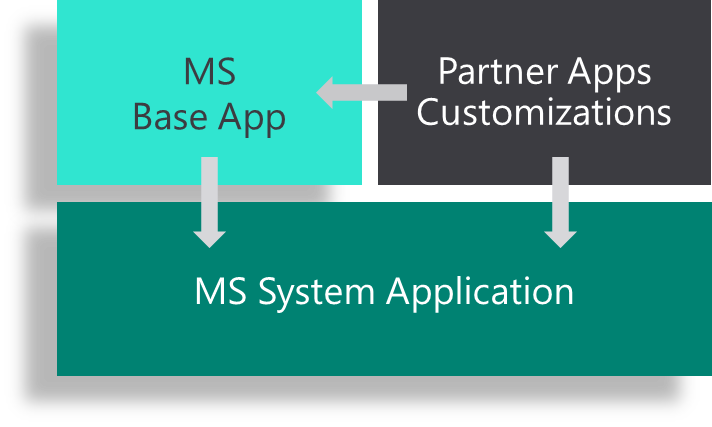 MS
Base App
Partner Apps
Customizations
MS System Application